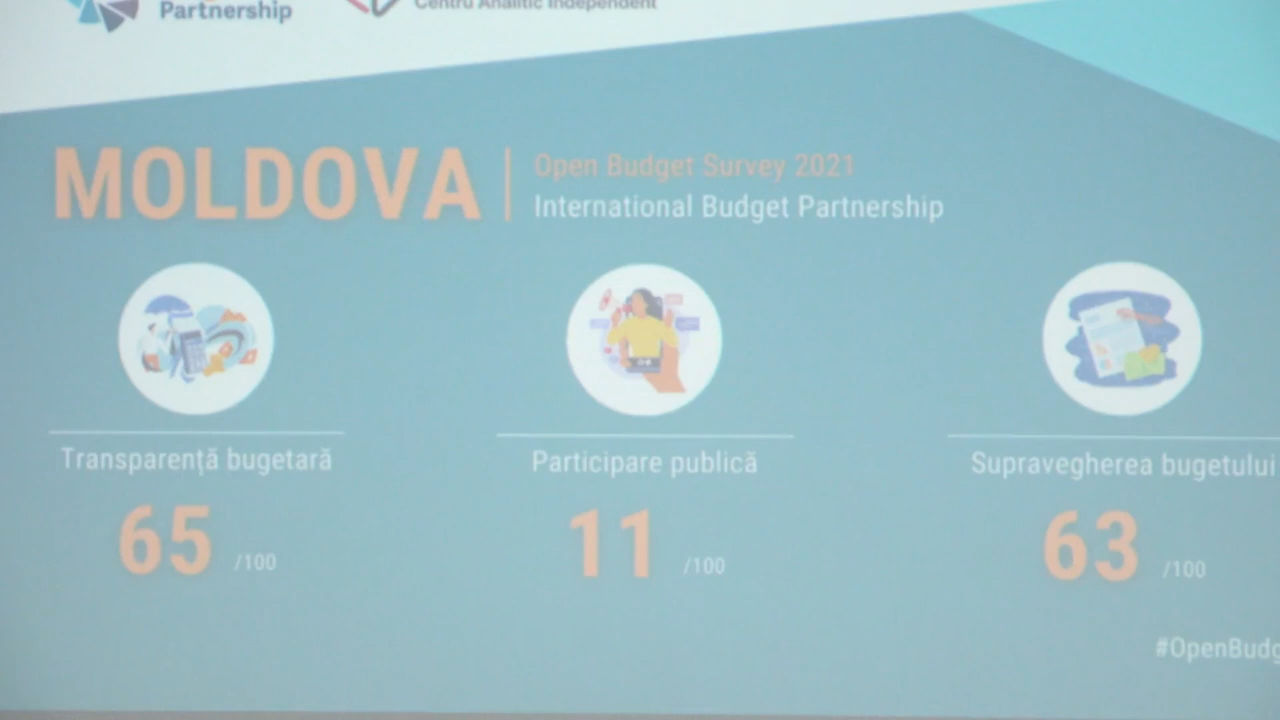 Partnership
Centru Analitic Independent
MOLDOVA
Open Budget Survey 2021
International Budget Partnership
Transparență bugetară
65 /100
Participare publică
11 /100
Supravegherea bugetului
63 /100
#OpenBudg